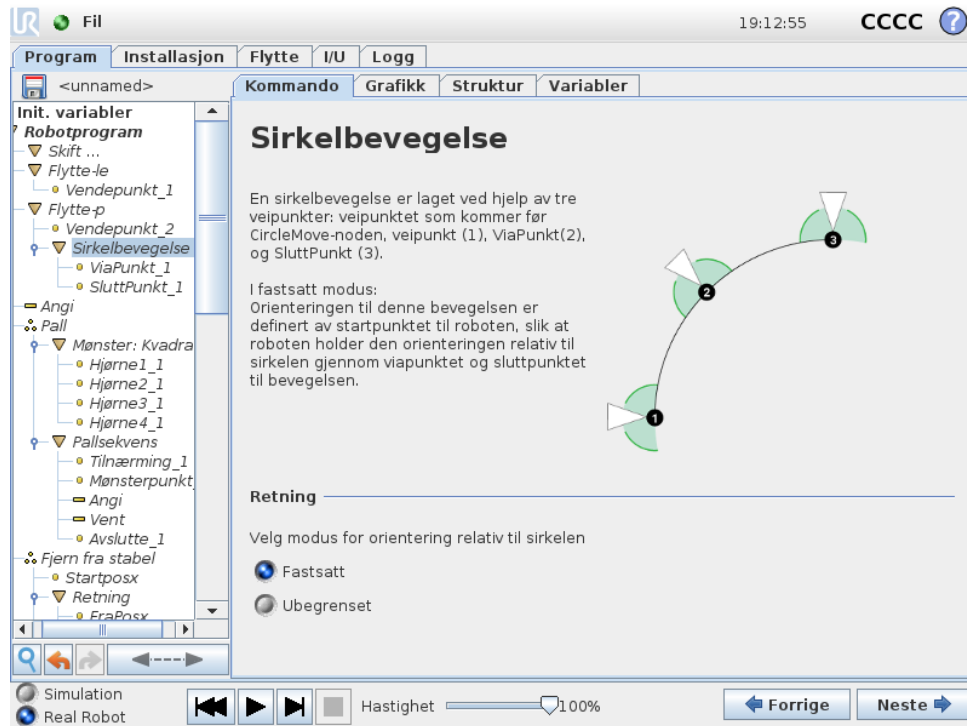 UR Fil 19:12:55 CCCC ?
Program Installasjon Flytte I/U Logg
<unnamed>
Kommando Grafikk Struktur Variabler
Init. variabler
Robotprogram
Skift ...
Flytte-le
Vendepunkt_1
Flytte-p
Vendepunkt_2
Sirkelbevegelse
ViaPunkt_1
SluttPunkt_1
Angi
Pall
Mønster: Kvadra
Hjørne1_1
Hjørne2_1
Hjørne3_1
Hjørne4_1
Pallsekvens
Tilnærming_1
Mønsterpunkt_
Angi
Vent
Avslutte_1
Fjern fra stabel
Startposx
Retning
FraPosx
Sirkelbevegelse
En sirkelbevegelse er laget ved hjelp av tre
veipunkter: veipunktet som kommer før
CircleMove-noden, veipunkt (1), ViaPunkt(2),
og SluttPunkt (3).
I fastsatt modus:
Orienteringen til denne bevegelsen er
definert av startpunktet til roboten, slik at
roboten holder den orienteringen relativ til
sirkelen gjennom viapunktet og sluttpunktet
til bevegelsen.
3
2
1
Retning
Velg modus for orientering relativ til sirkelen
Fastsatt
Ubegrenset
Simulation
Real Robot
Hastighet 100%
Forrige Neste